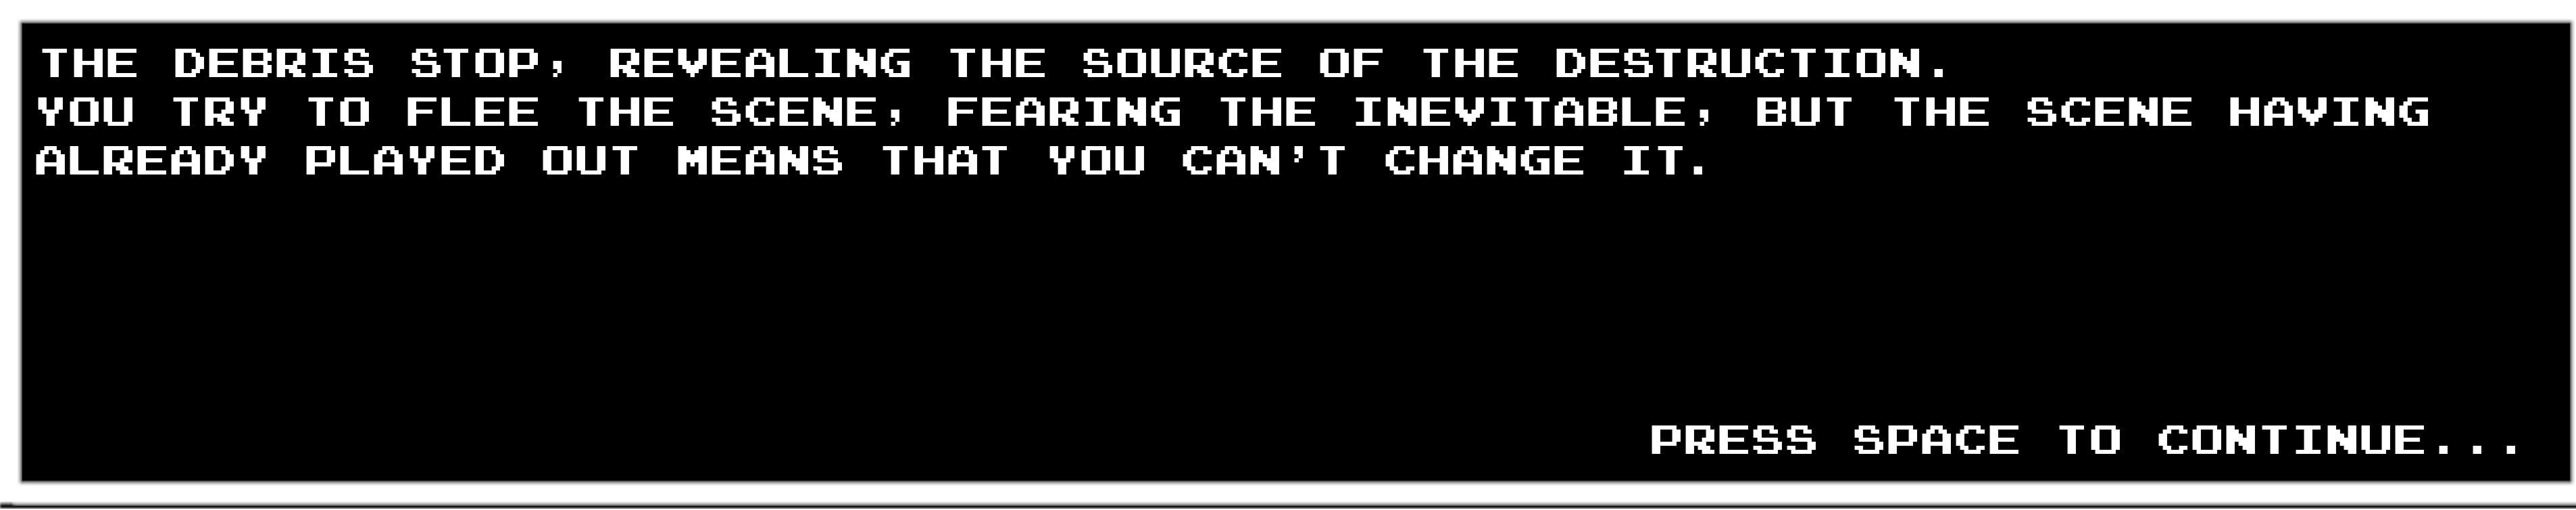 THE DEBRIS STOP, REVEALING THE SOURCE OF THE DESTRUCTION.
YOU TRY TO FLEE THE SCENE, FEARING THE INEVITABLE, BUT THE SCENE HAVING
ALREADY PLAYED OUT MEANS THAT YOU CAN'T CHANGE IT.
PRESS SPACE TO CONTINUE...